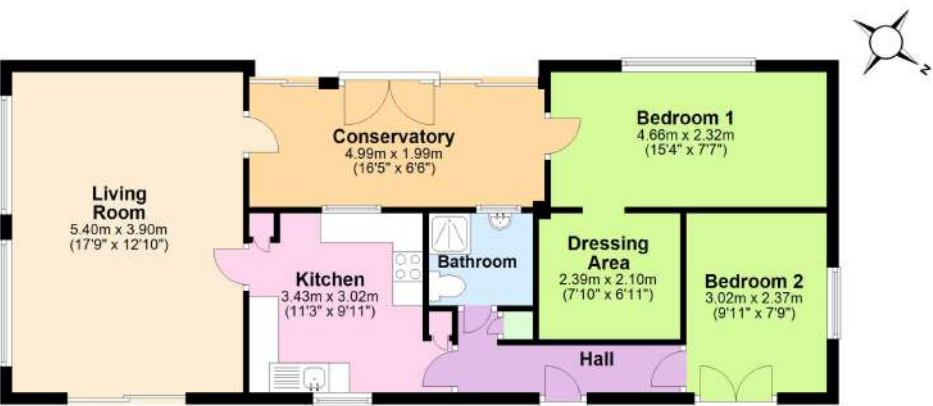 N
Living
Room
5.40m x 3.90m
(17'9" x 12'10")
Conservatory
4.99m x 1.99m
(16'5" x 6'6")
Bedroom 1
4.66m x 2.32m
(15'4" x 7'7")
Kitchen
3.43m x 3.02m
(11'3" x 9'11")
Bathroom
Dressing
Area
2.39m x 2.10m
(7'10" x 6'11")
Bedroom 2
3.02m x 2.37m
(9'11" x 7'9")
Hall